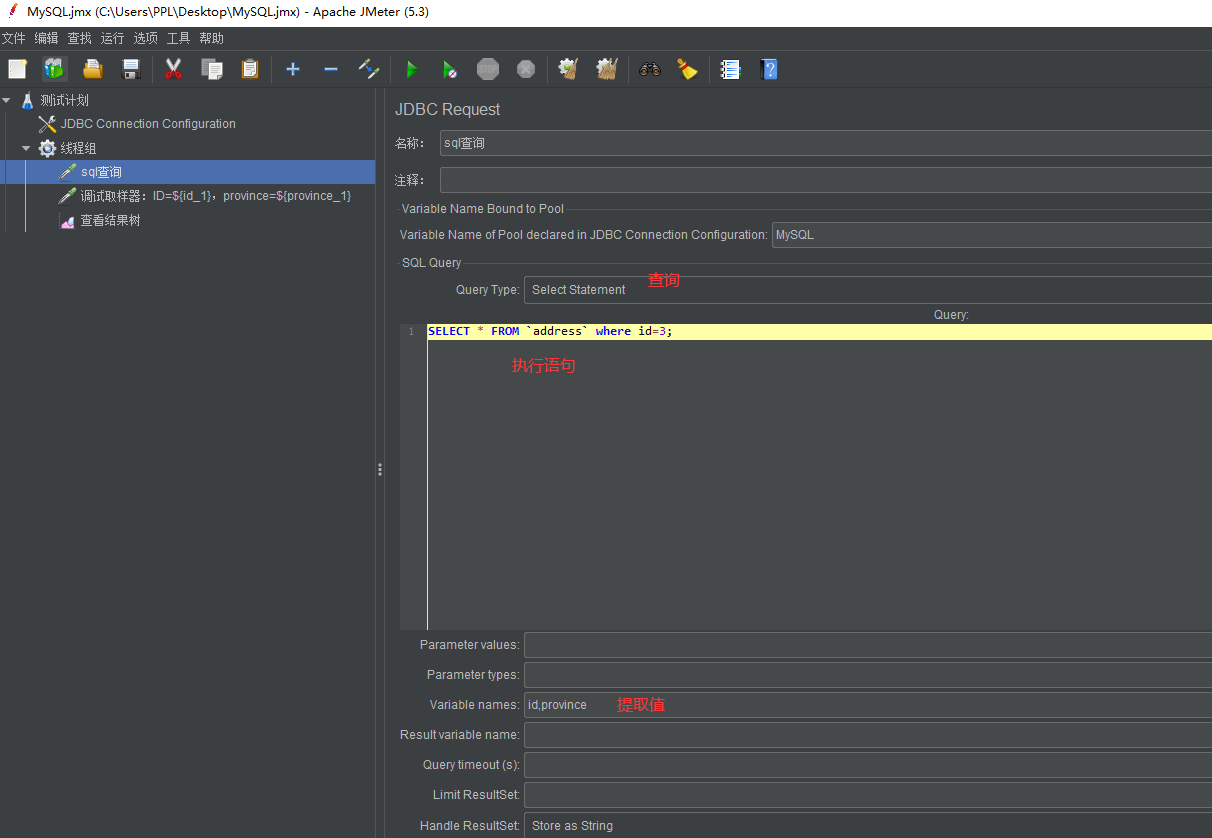 MySQL.jmx (C:\Users\PPL\Desktop\MySQL.jmx) - Apache JMeter (5.3)
文件 编辑 查找 运行 选项 工具 帮助
STOP
测试计划
JDBC Connection Configuration
线程组
sql查询
调试取样器：ID=${id_1}，province=${province_1}
查看结果树
JDBC Request
名称： sql查询
注释：
Variable Name Bound to Pool
Variable Name of Pool declared in JDBC Connection Configuration: MySQL
SQL Query
Query Type: Select Statement 查询
Query:
1 SELECT * FROM `address` where id=3;
执行语句
Parameter values:
Parameter types:
Variable names: id,province 提取值
Result variable name:
Query timeout (s):
Limit ResultSet:
Handle ResultSet: Store as String